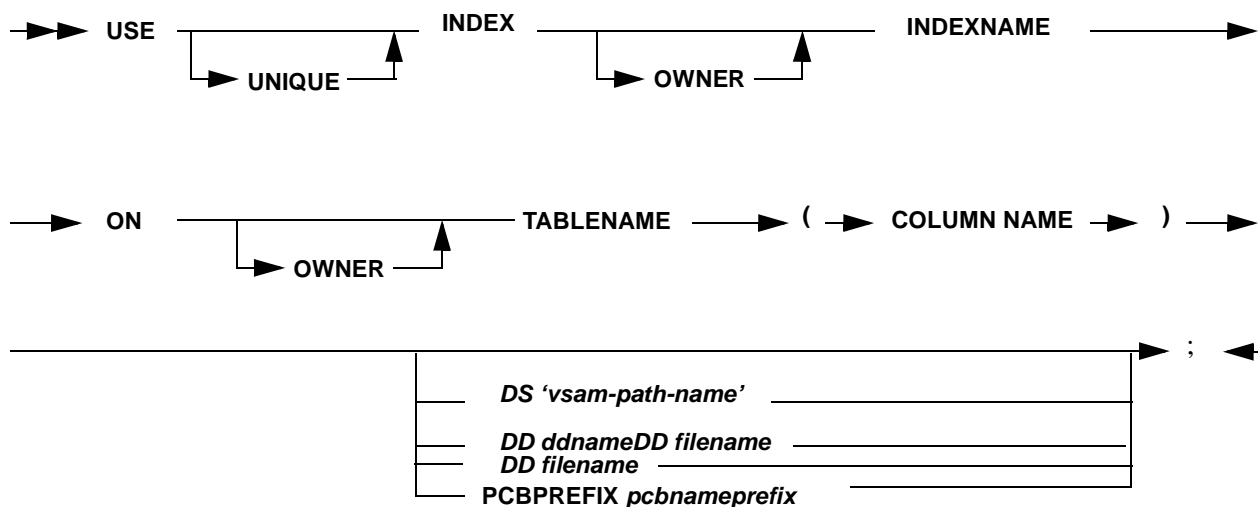 USE INDEX INDEXNAME
UNIQUE OWNER
ON TABLENAME ( COLUMN NAME )
OWNER
;
DS ‘vsam-path-name’
DD ddnameDD filename
DD filename
PCBPREFIX pcbnameprefix